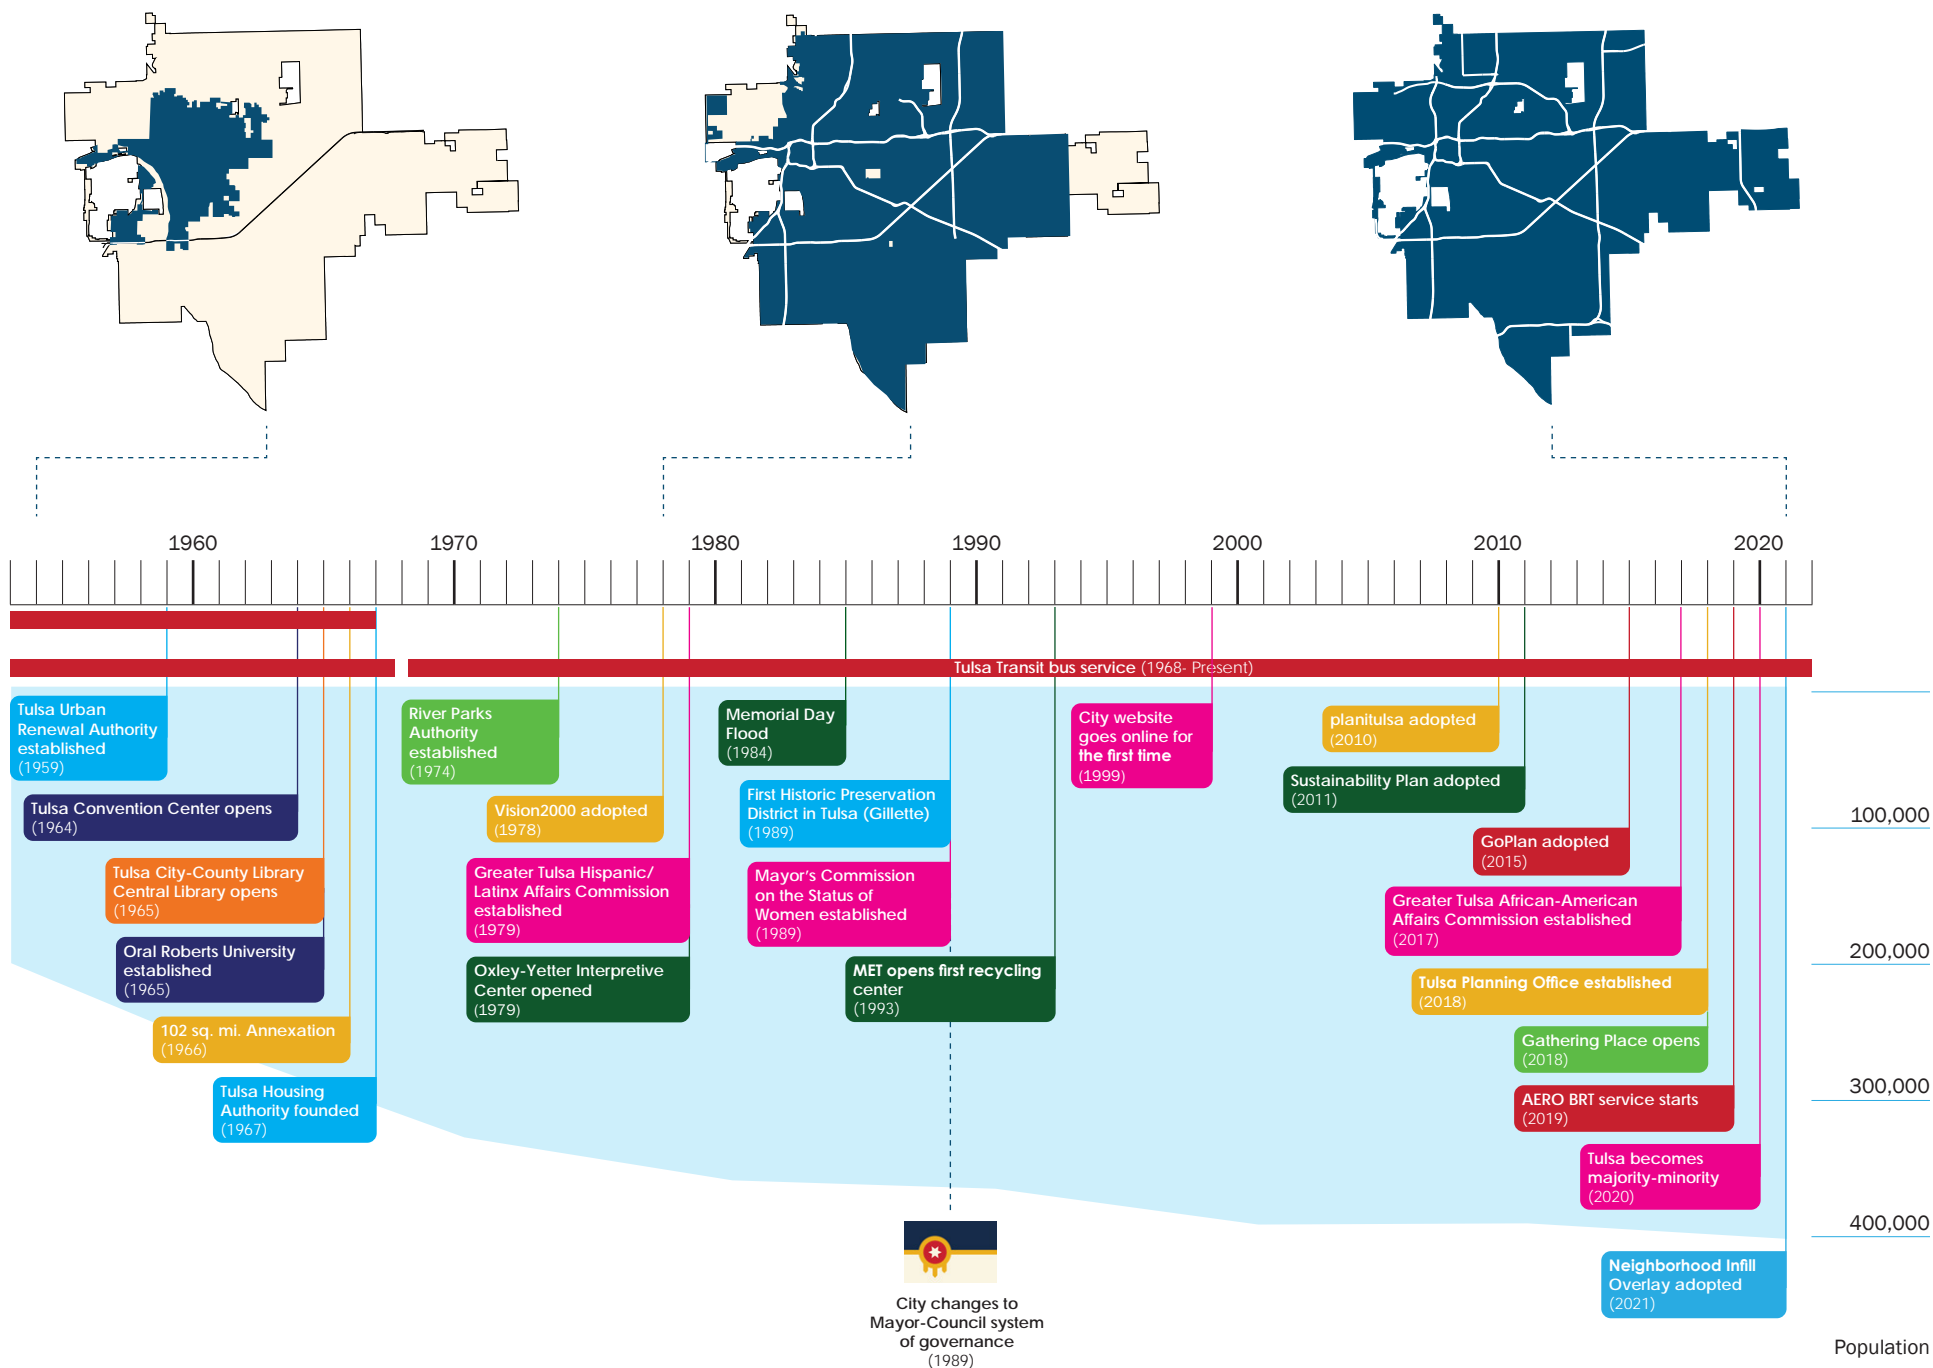 1960
1970
1980
1990
2000
2010
2020
Tulsa Transit bus service (1968- Present)
Tulsa Urban
Renewal Authority
established
(1959)
Tulsa Convention Center opens
(1964)
Tulsa City-County Library
Central Library opens
(1965)
Oral Roberts University
established
(1965)
102 sq. mi. Annexation
(1966)
Tulsa Housing
Authority founded
(1967)
River Parks
Authority
established
(1974)
Vision2000 adopted
(1978)
Greater Tulsa Hispanic/
Latinx Affairs Commission
established
(1979)
Oxley-Yetter Interpretive
Center opened
(1979)
Memorial Day
Flood
(1984)
First Historic Preservation
District in Tulsa (Gillette)
(1989)
Mayor's Commission
on the Status of
Women established
(1989)
MET opens first recycling
center
(1993)
City changes to
Mayor-Council system
of governance
(1989)
City website
goes online for
the first time
(1999)
planitulsa adopted
(2010)
Sustainability Plan adopted
(2011)
GoPlan adopted
(2015)
Greater Tulsa African-American
Affairs Commission established
(2017)
Tulsa Planning Office established
(2018)
Gathering Place opens
(2018)
AERO BRT service starts
(2019)
Tulsa becomes
majority-minority
(2020)
Neighborhood Infill
Overlay adopted
(2021)
100,000
200,000
300,000
400,000
Population